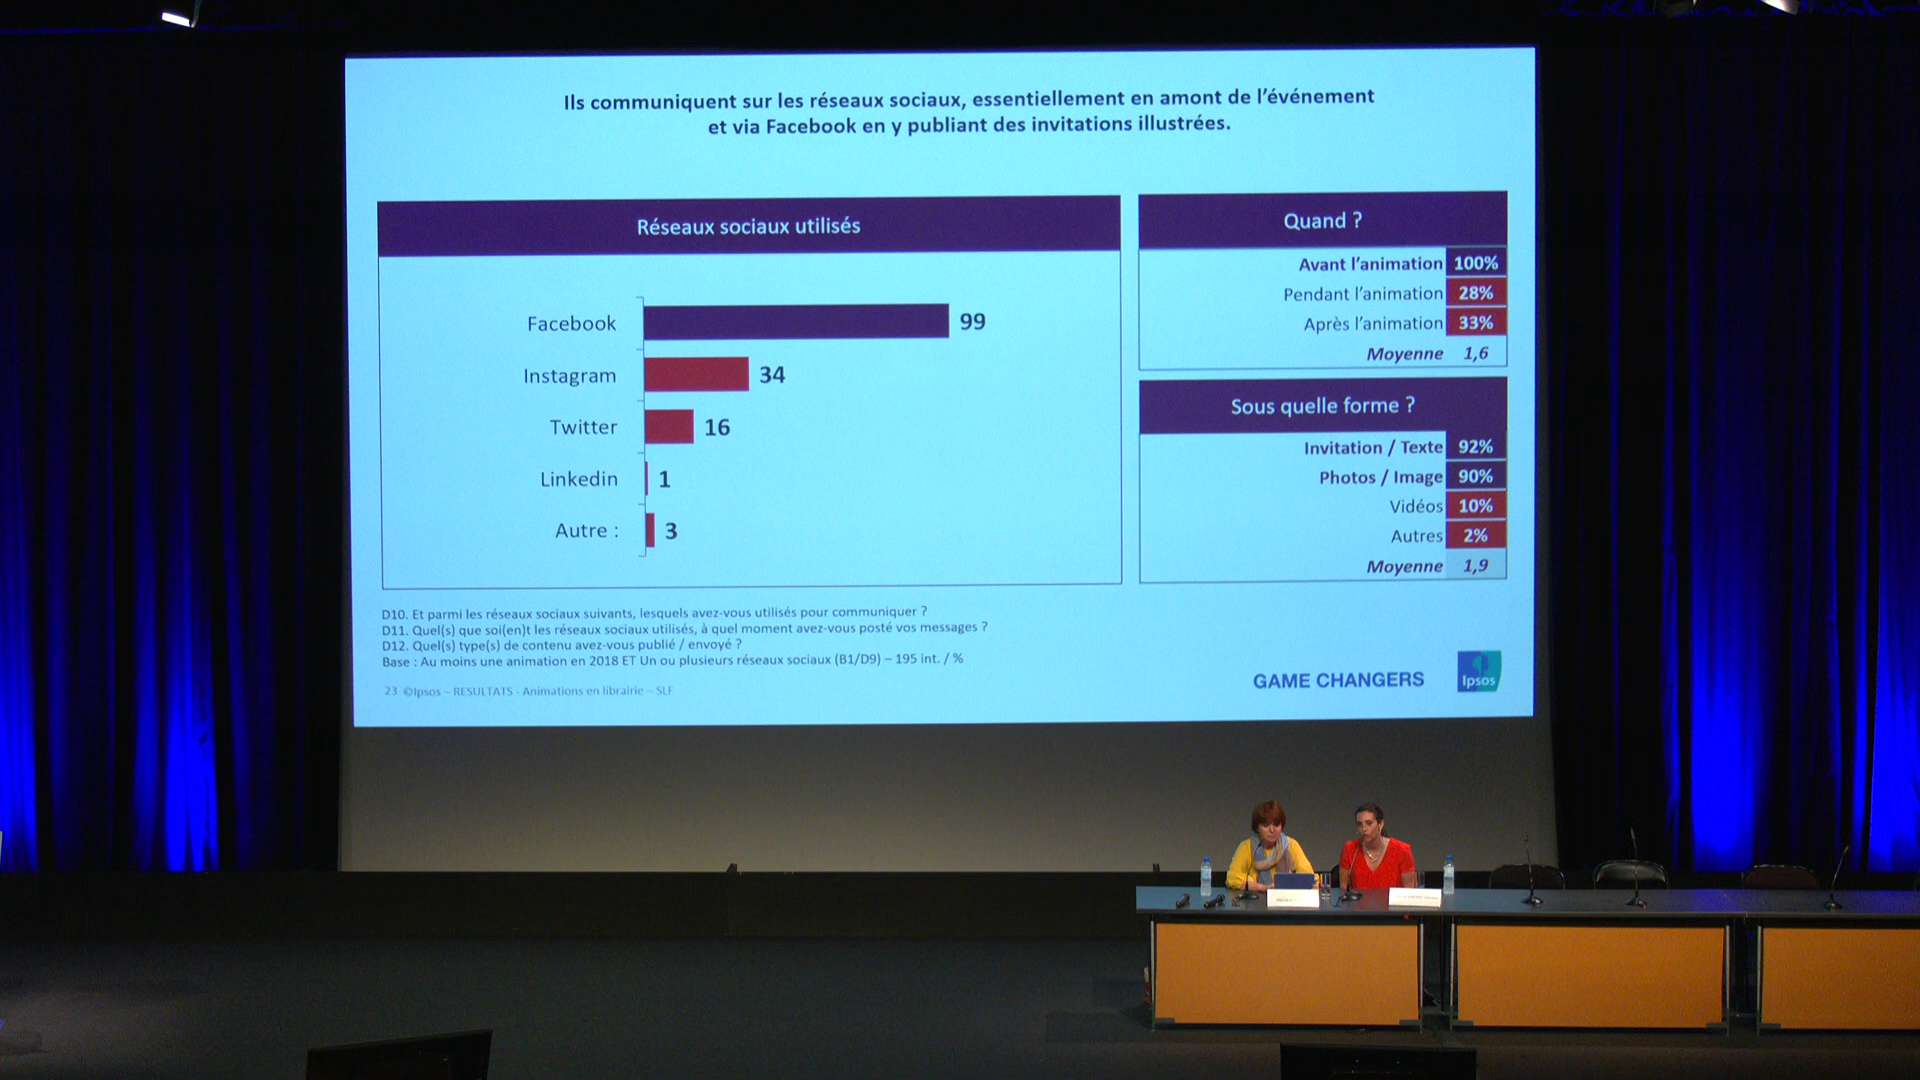 Ils communiquent sur les réseaux sociaux, essentiellement en amont de l'événement
et via Facebook en y publiant des invitations illustrées.
Réseaux sociaux utilisés
Facebook 99
Instagram 34
Twitter 16
Linkedin 1
Autre : 3
Quand ?
Avant l'animation 100%
Pendant l'animation 28%
Après l'animation 33%
Moyenne 1,6
Sous quelle forme ?
Invitation / Texte 92%
Photos / Image 90%
Vidéos 10%
Autres 2%
Moyenne 1,9
D10. Et parmi les réseaux sociaux suivants, lesquels avez-vous utilisés pour communiquer ?
D11. Quel(s) que soi(en)t les réseaux sociaux utilisés, à quel moment avez-vous posté vos messages ?
D12. Quel(s) type(s) de contenu avez-vous publié / envoyé ?
Base : Au moins une animation en 2018 ET Un ou plusieurs réseaux sociaux (B1/D9) – 195 int. / %
23 ©Ipsos – RESULTATS - Animations en librairie – SLF
GAME CHANGERS
Ipsos